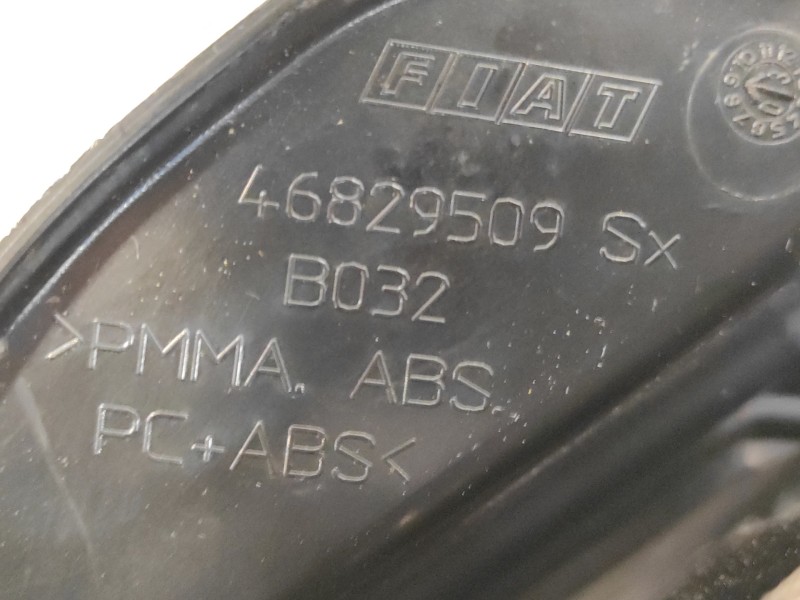 FIAT
46829509 Sx
B032
>PMMA. ABS.
PC+ABS<